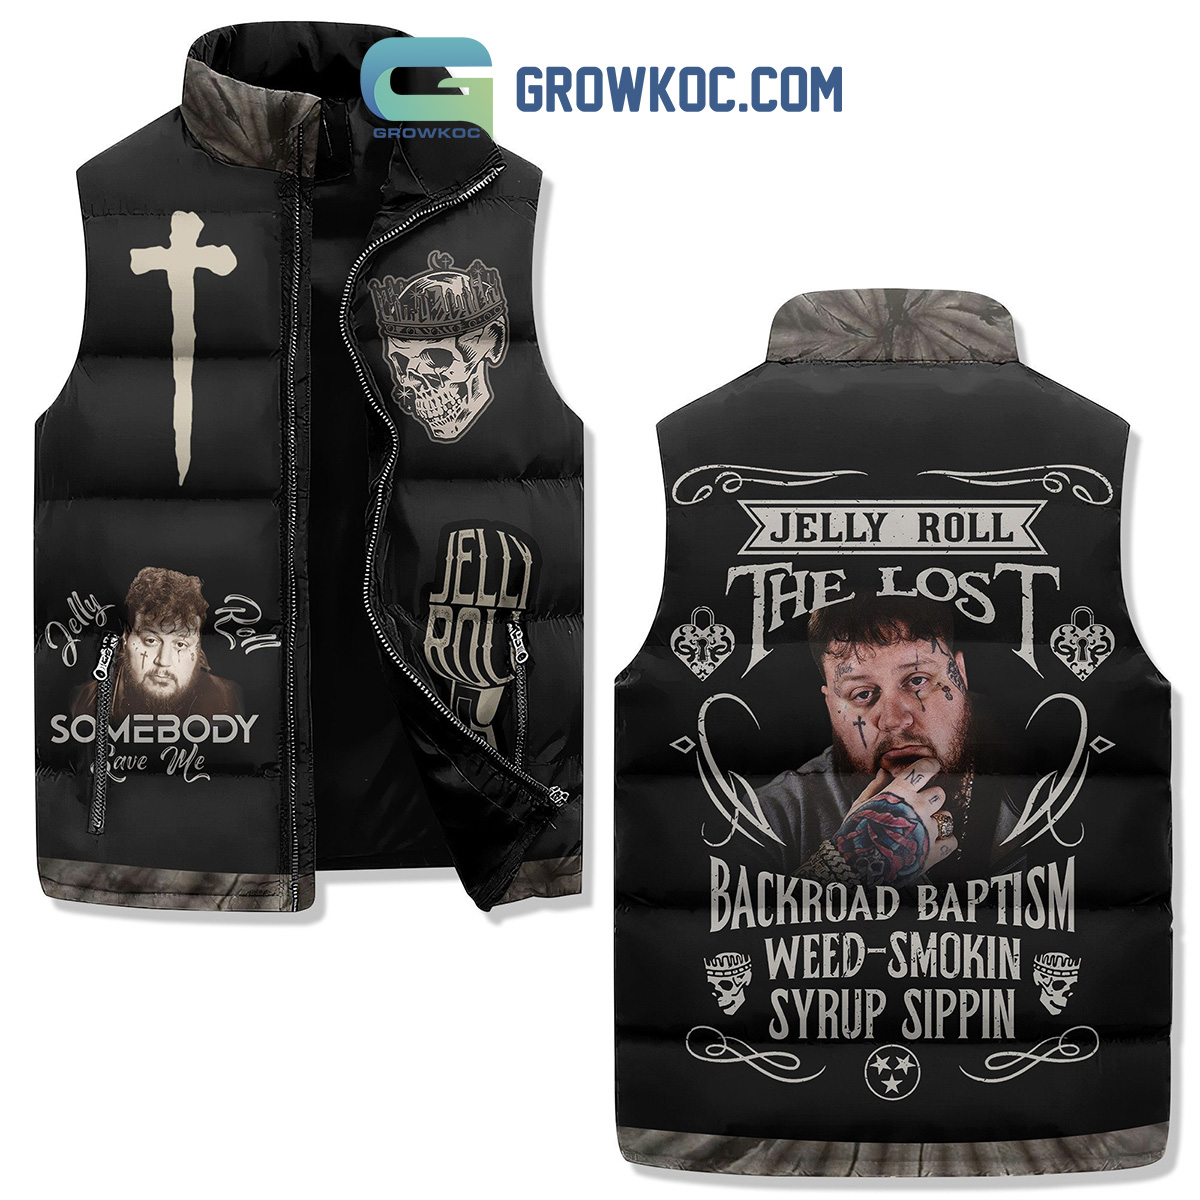 GROWKOC
GROWKOC.COM
Jelly Roll
SOMEBODY
Save Me
JELLY
ROLL
JELLY ROLL
THE LOST
BACKROAD BAPTISM
WEED-SMOKIN
SYRUP SIPPIN